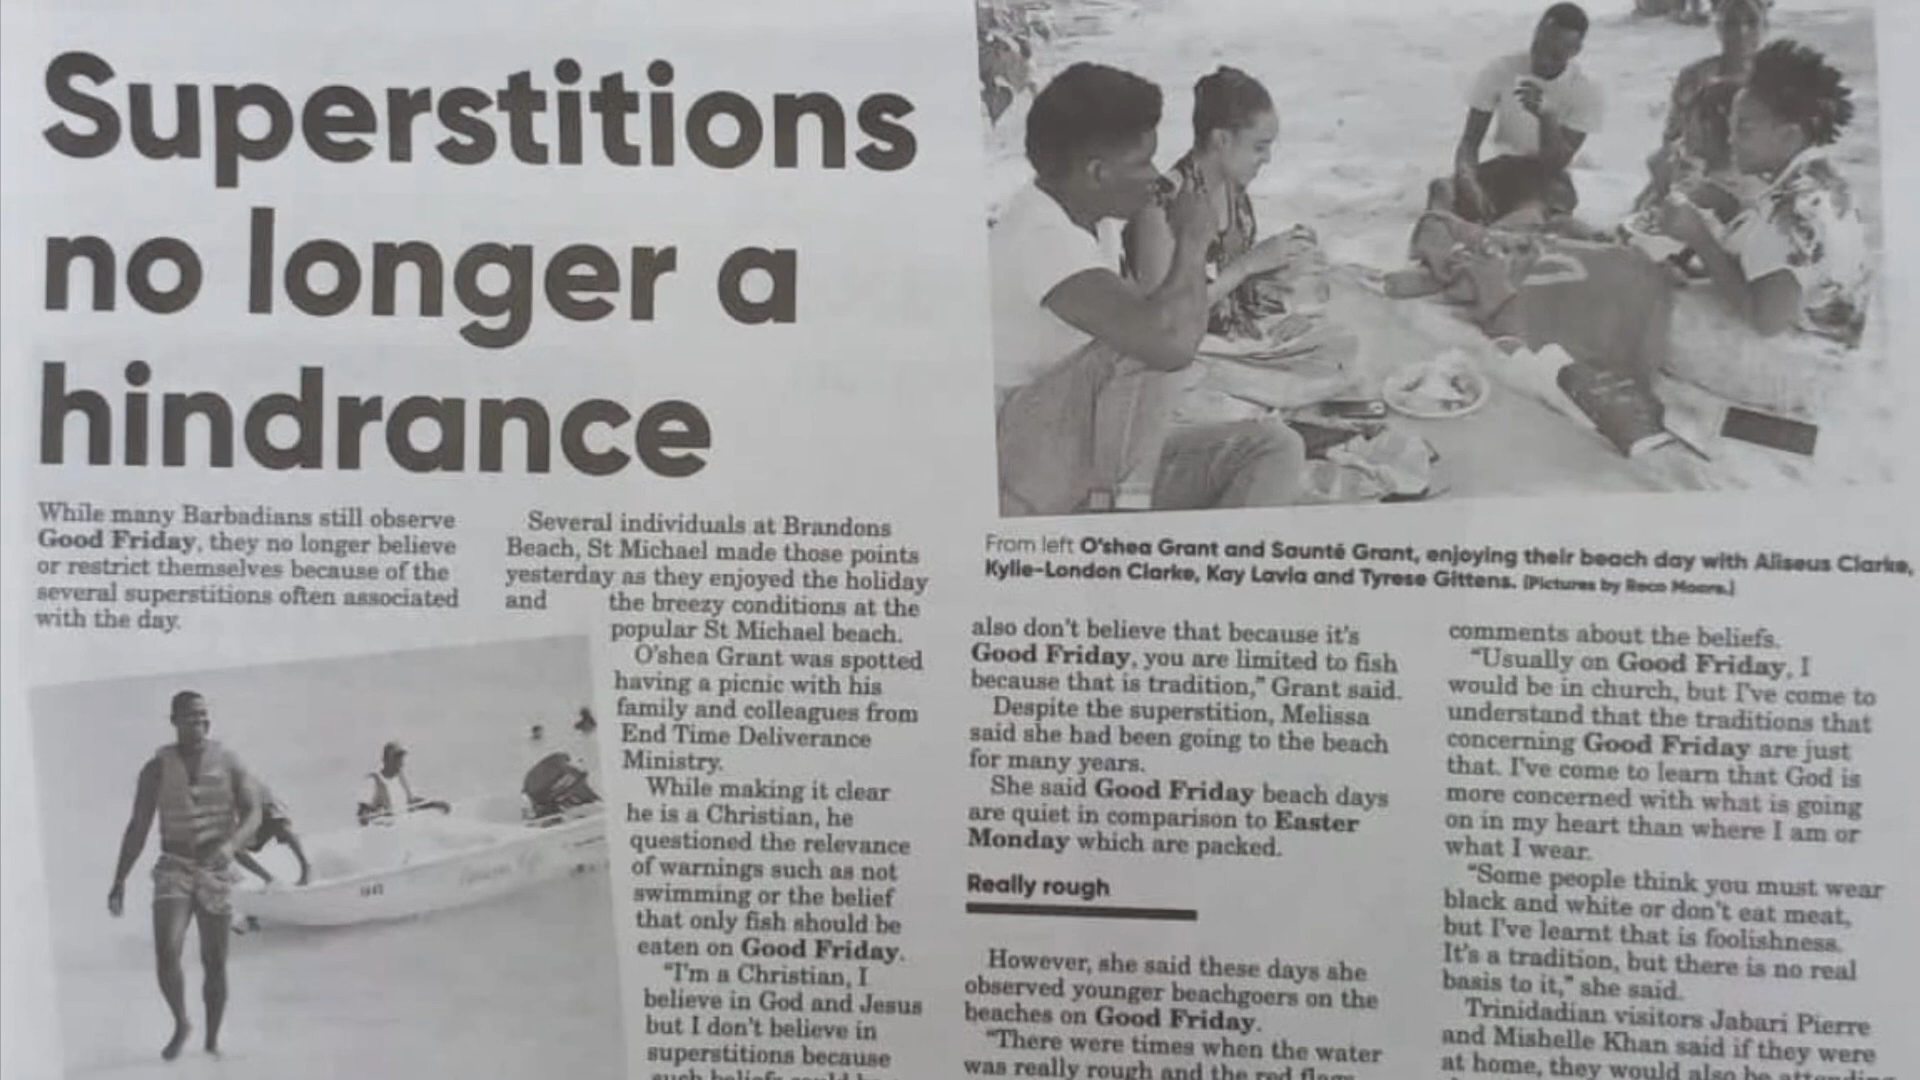 Superstitions
no longer a
hindrance
While many Barbadians still observe
Good Friday, they no longer believe
or restrict themselves because of the
several superstitions often associated
with the day.
Several individuals at Brandons
Beach, St Michael made those points
yesterday as they enjoyed the holiday
and the breezy conditions at the
popular St Michael beach.
O'shea Grant was spotted
having a picnic with his
family and colleagues from
End Time Deliverance
Ministry.
While making it clear
he is a Christian, he
questioned the relevance
of warnings such as not
swimming or the belief
that only fish should be
eaten on Good Friday.
"I'm a Christian, I
believe in God and Jesus
but I don't believe in
superstitions because
such beliefs could
From left O'shea Grant and Saunté Grant, enjoying their beach day with Aliseus Clarke,
Kylie-London Clarke, Kay Lavia and Tyrese Gittens. (Pictures by Reco Moore.)
also don't believe that because it's
Good Friday, you are limited to fish
because that is tradition," Grant said.
Despite the superstition, Melissa
said she had been going to the beach
for many years.
She said Good Friday beach days
are quiet in comparison to Easter
Monday which are packed.
Really rough
However, she said these days she
observed younger beachgoers on the
beaches on Good Friday.
"There were times when the water
was really rough and the red flags
comments about the beliefs.
"Usually on Good Friday, I
would be in church, but I've come to
understand that the traditions that
concerning Good Friday are just
that. I've come to learn that God is
more concerned with what is going
on in my heart than where I am or
what I wear.
"Some people think you must wear
black and white or don't eat meat,
but I've learnt that is foolishness.
It's a tradition, but there is no real
basis to it," she said.
Trinidadian visitors Jabari Pierre
and Mishelle Khan said if they were
at home, they would also be attending